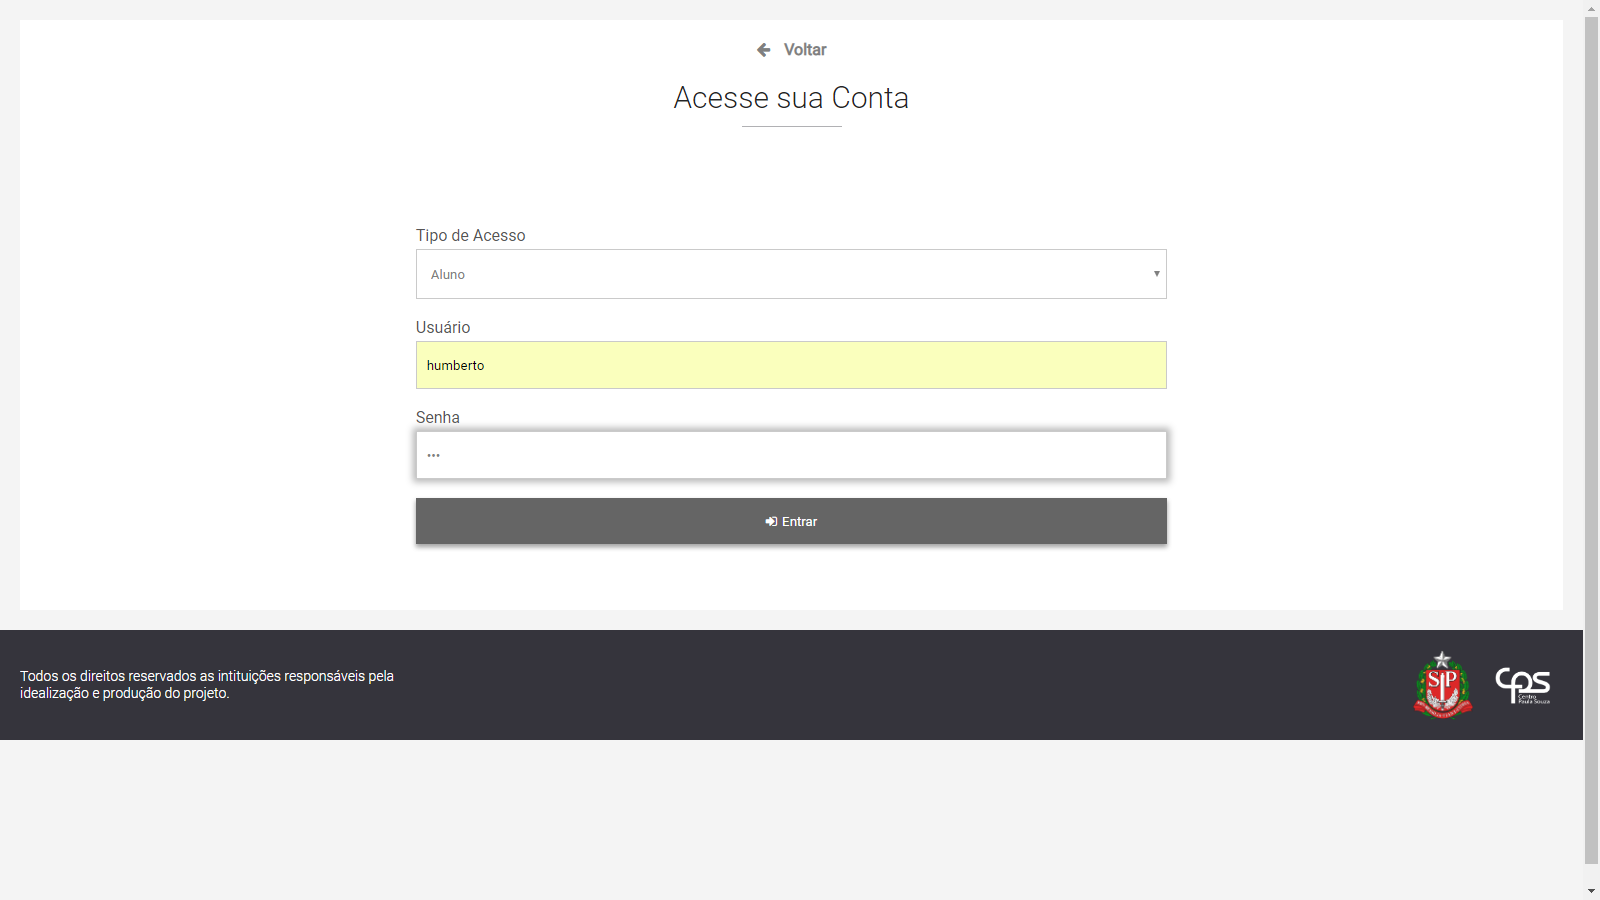 Voltar
Acesse sua Conta
Tipo de Acesso
Aluno
Usuário
humberto
Senha
•••
Entrar
Todos os direitos reservados as intituições responsáveis pela
idealização e produção do projeto.
SP
cps
Centro
Paula Souza